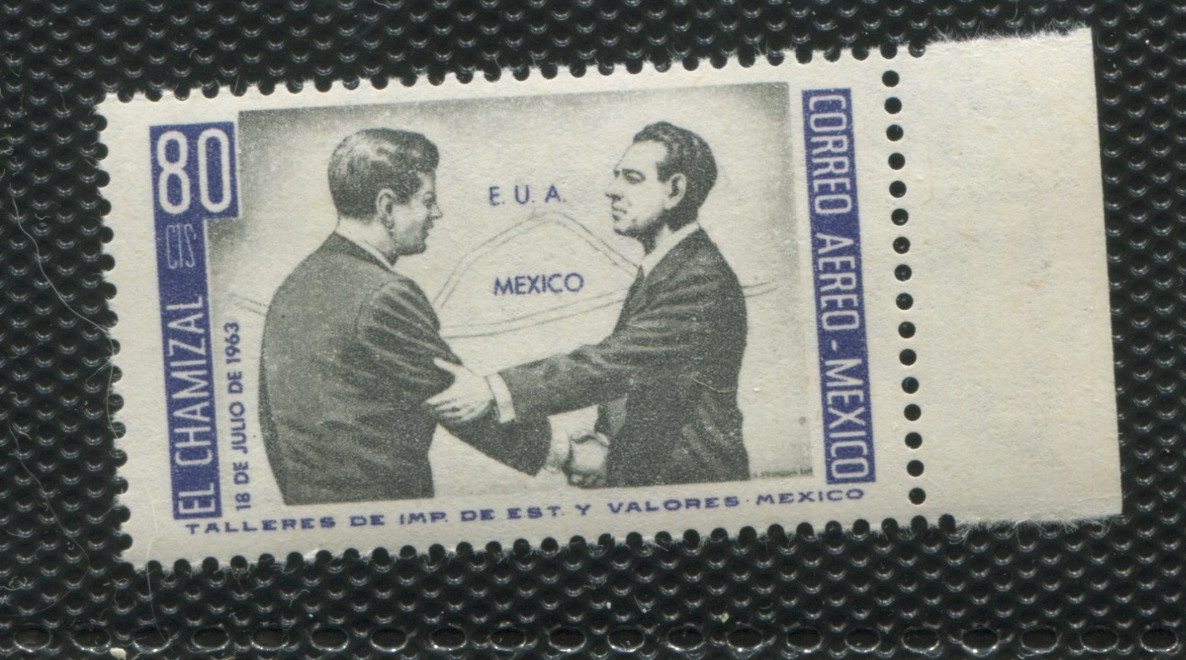 80
CTS
EL CHAMIZAL
18 DE JULIO DE 1963
E. U. A.
MEXICO
CORREO AEREO - MEXICO
TALLERES DE IMP. DE EST. Y VALORES - MEXICO